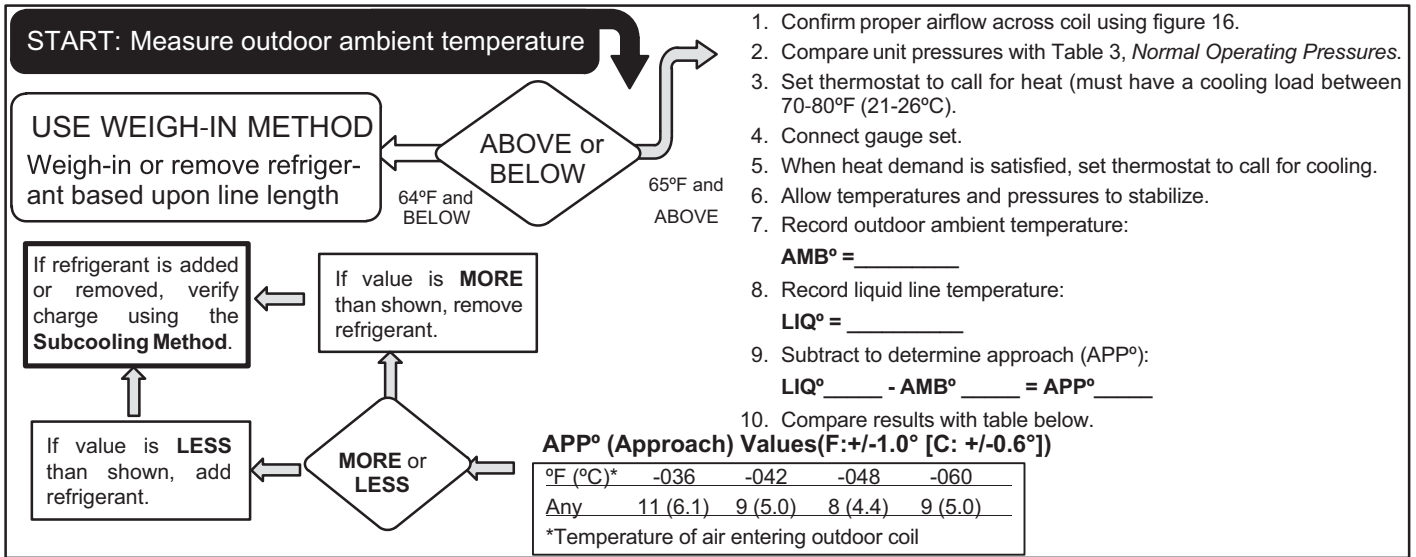 START: Measure outdoor ambient temperature
USE WEIGH-IN METHOD
Weigh-in or remove refriger-
ant based upon line length
ABOVE or
BELOW
64ºF and
BELOW
65ºF and
ABOVE
1. Confirm proper airflow across coil using figure 16.
2. Compare unit pressures with Table 3, Normal Operating Pressures.
3. Set thermostat to call for heat (must have a cooling load between
70-80ºF (21-26ºC).
4. Connect gauge set.
5. When heat demand is satisfied, set thermostat to call for cooling.
6. Allow temperatures and pressures to stabilize.
7. Record outdoor ambient temperature:
AMBº =_________
8. Record liquid line temperature:
LIQº = __________
9. Subtract to determine approach (APPº):
LIQº_____ - AMBº _____ = APPº_____
10. Compare results with table below.
APPº (Approach) Values(F:+/-1.0° [C: +/-0.6°])
ºF (ºC)* -036 -042 -048 -060
Any 11 (6.1) 9 (5.0) 8 (4.4) 9 (5.0)
*Temperature of air entering outdoor coil
MORE or
LESS
If value is MORE
than shown, remove
refrigerant.
If value is LESS
than shown, add
refrigerant.
If refrigerant is added
or removed, verify
charge using the
Subcooling Method.